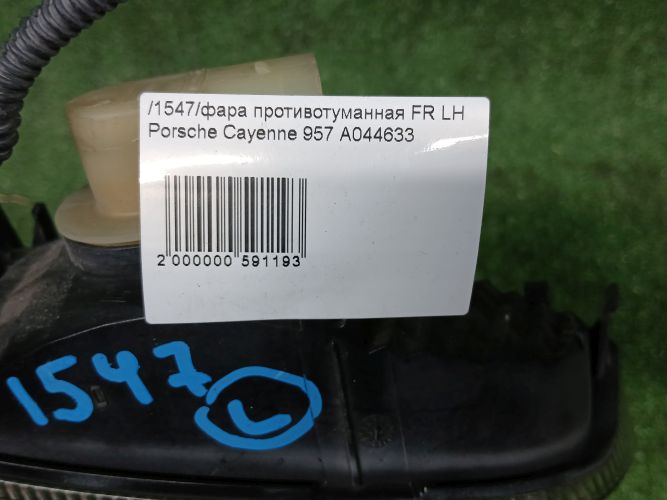 /1547/фара противотуманная FR LH
Porsche Cayenne 957 A044633
2 000000 591193
1547 L